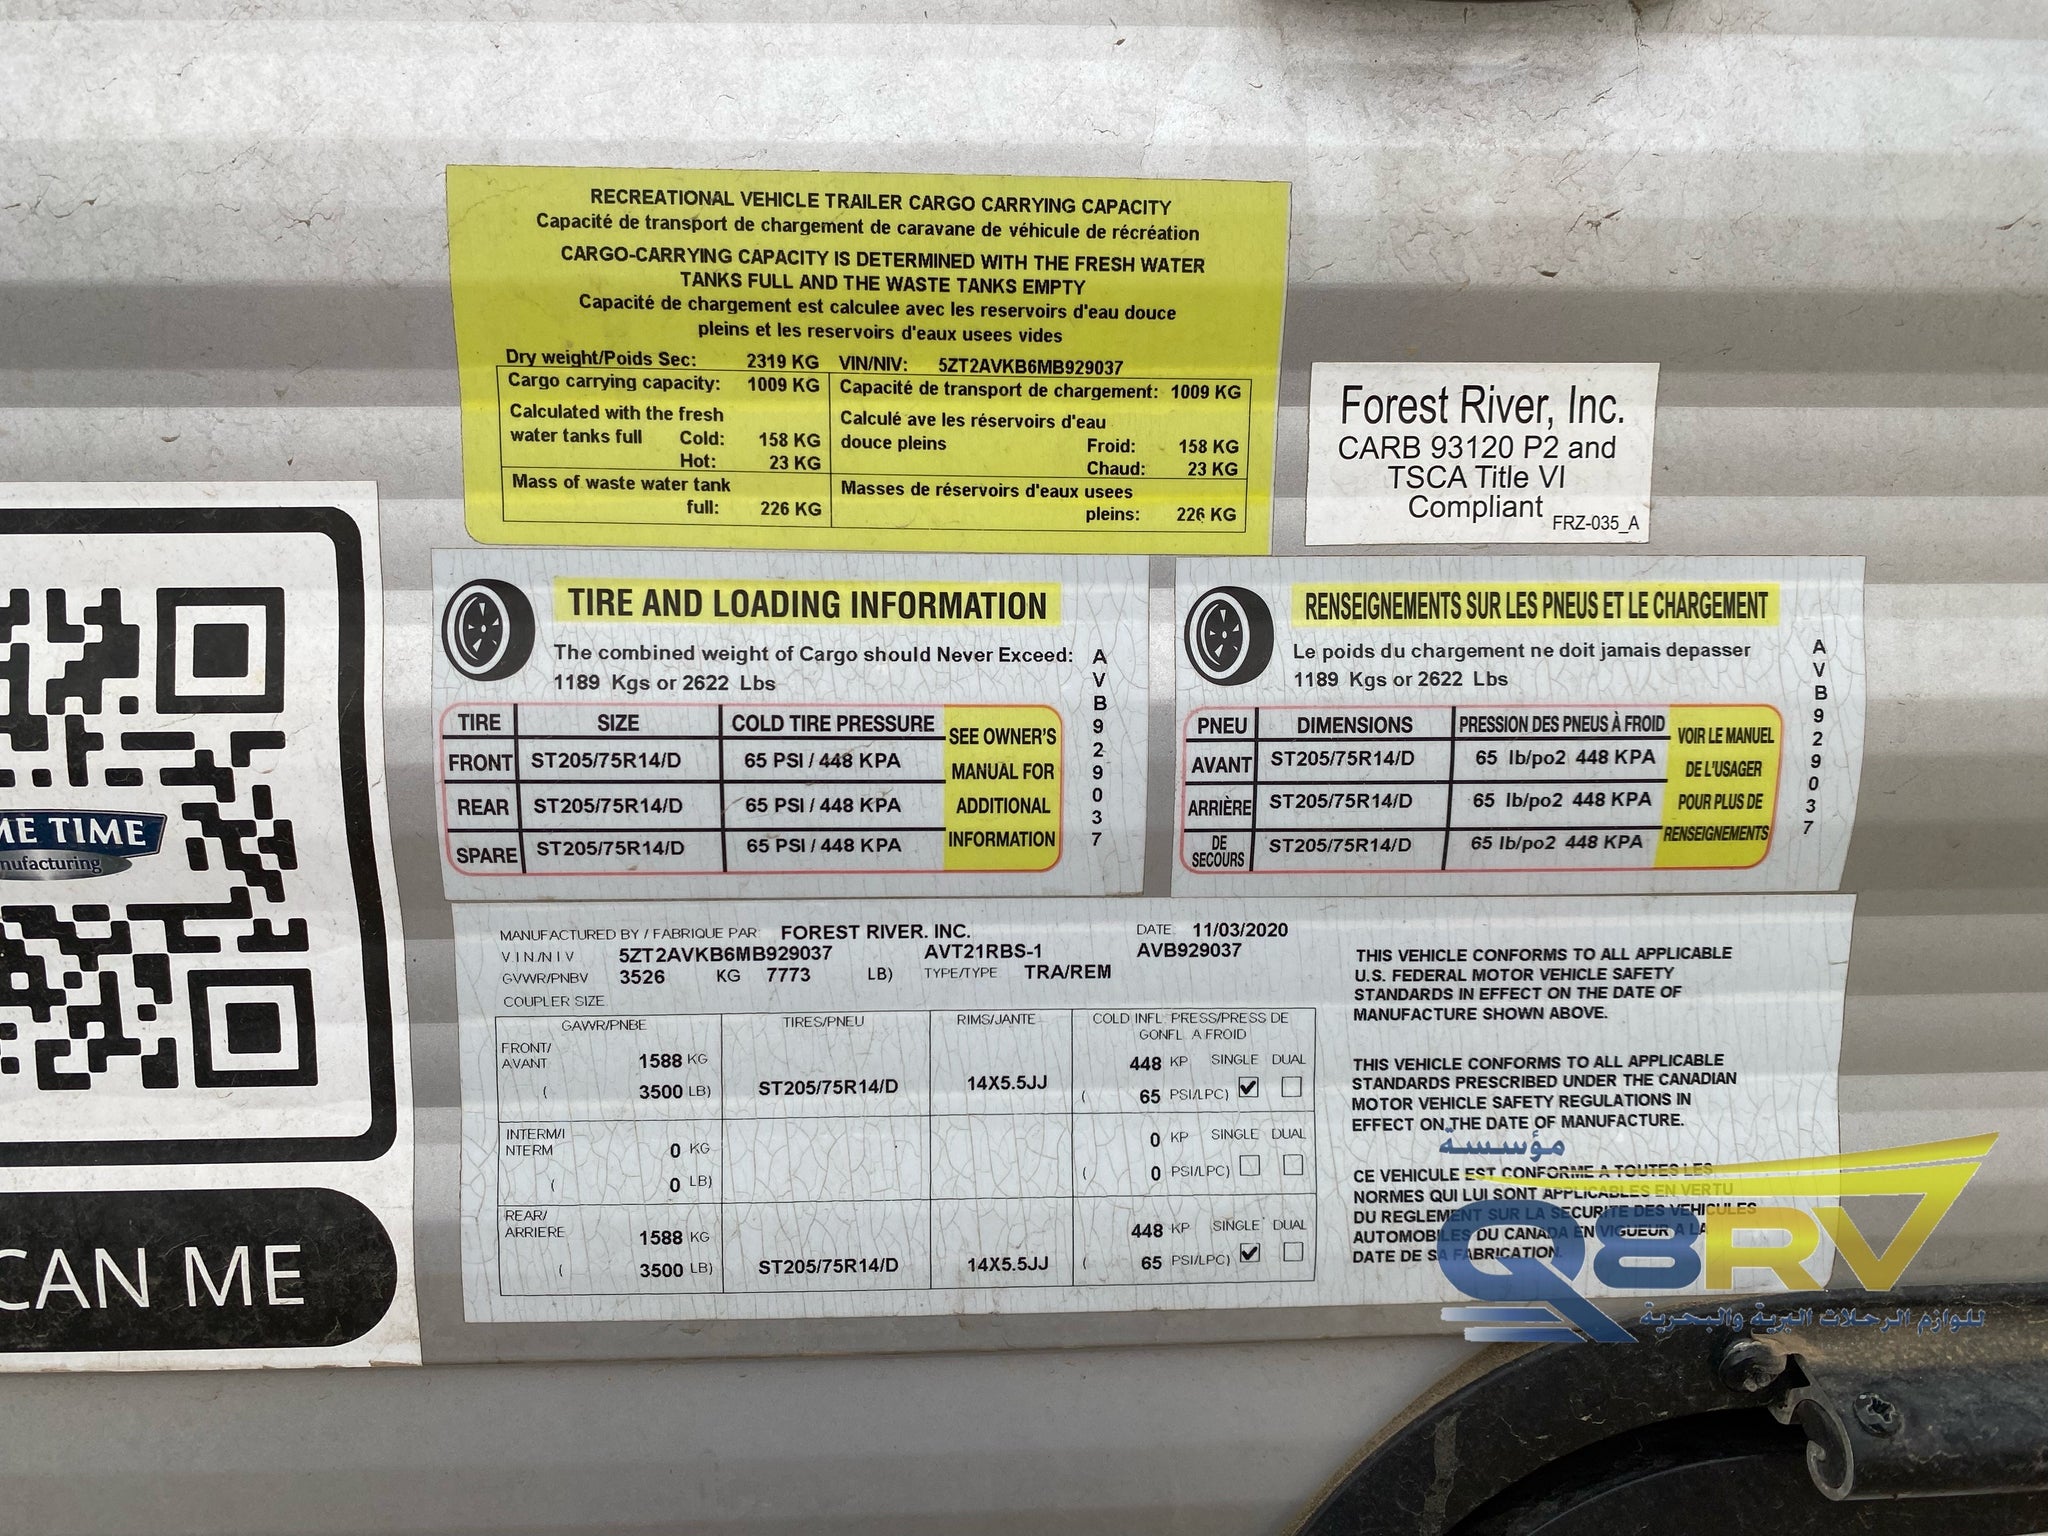 RECREATIONAL VEHICLE TRAILER CARGO CARRYING CAPACITY
Capacité de transport de chargement de caravane de véhicule de récréation
CARGO-CARRYING CAPACITY IS DETERMINED WITH THE FRESH WATER
TANKS FULL AND THE WASTE TANKS EMPTY
Capacité de chargement est calculee avec les reservoirs d'eau douce
pleins et les reservoirs d'eaux usees vides
Dry weight/Poids Sec: 2319 KG VIN/NIV: 5ZT2AVKB6MB929037
Cargo carrying capacity: 1009 KG
Calculated with the fresh
water tanks full Cold: 158 KG
Hot: 23 KG
Mass of waste water tank
full: 226 KG
Capacité de transport de chargement: 1009 KG
Calculé ave les réservoirs d'eau
douce pleins Froid: 158 KG
Chaud: 23 KG
Masses de réservoirs d'eaux usees
pleins: 226 KG
Forest River, Inc.
CARB 93120 P2 and
TSCA Title VI
Compliant FRZ-035_A
ME TIME
nufacturing
CAN ME
TIRE AND LOADING INFORMATION
The combined weight of Cargo should Never Exceed:
1189 Kgs or 2622 Lbs
TIRE SIZE COLD TIRE PRESSURE
FRONT ST205/75R14/D 65 PSI / 448 KPA
REAR ST205/75R14/D 65 PSI / 448 KPA
SPARE ST205/75R14/D 65 PSI / 448 KPA
SEE OWNER'S
MANUAL FOR
ADDITIONAL
INFORMATION
AVB929037
RENSEIGNEMENTS SUR LES PNEUS ET LE CHARGEMENT
Le poids du chargement ne doit jamais depasser
1189 Kgs or 2622 Lbs
PNEU DIMENSIONS PRESSION DES PNEUS À FROID
AVANT ST205/75R14/D 65 lb/po2 448 KPA
ARRIÈRE ST205/75R14/D 65 lb/po2 448 KPA
DE SECOURS ST205/75R14/D 65 lb/po2 448 KPA
VOIR LE MANUEL
DE L'USAGER
POUR PLUS DE
RENSEIGNEMENTS
AVB929037
MANUFACTURED BY / FABRIQUE PAR FOREST RIVER. INC. DATE 11/03/2020
VIN/NIV 5ZT2AVKB6MB929037 AVT21RBS-1 AVB929037
GVWR/PNBV 3526 KG 7773 LB) TYPE/TYPE TRA/REM
COUPLER SIZE
GAWR/PNBE TIRES/PNEU RIMS/JANTE COLD INFL PRESS/PRESS DE
GONFL A FROID
FRONT/
AVANT 1588 KG 448 KP SINGLE DUAL
( 3500 LB) ST205/75R14/D 14X5.5JJ ( 65 PSI/LPC)
INTERM/I
NTERM 0 KG 0 KP SINGLE DUAL
( 0 LB) ( 0 PSI/LPC)
REAR/
ARRIERE 1588 KG 448 KP SINGLE DUAL
( 3500 LB) ST205/75R14/D 14X5.5JJ ( 65 PSI/LPC)
THIS VEHICLE CONFORMS TO ALL APPLICABLE
U.S. FEDERAL MOTOR VEHICLE SAFETY
STANDARDS IN EFFECT ON THE DATE OF
MANUFACTURE SHOWN ABOVE.
THIS VEHICLE CONFORMS TO ALL APPLICABLE
STANDARDS PRESCRIBED UNDER THE CANADIAN
MOTOR VEHICLE SAFETY REGULATIONS IN
EFFECT ON THE DATE OF MANUFACTURE.
CE VEHICULE EST CONFORME A TOUTES LES
NORMES QUI LUI SONT APPLICABLES EN VERTU
DU REGLEMENT SUR LA SECURITE DES VEHICULES
AUTOMOBILES DU CANADA EN VIGUEUR A LA
DATE DE SA FABRICATION.
مؤسسة
Q8RV
للوازم الرحلات البرية والبحرية